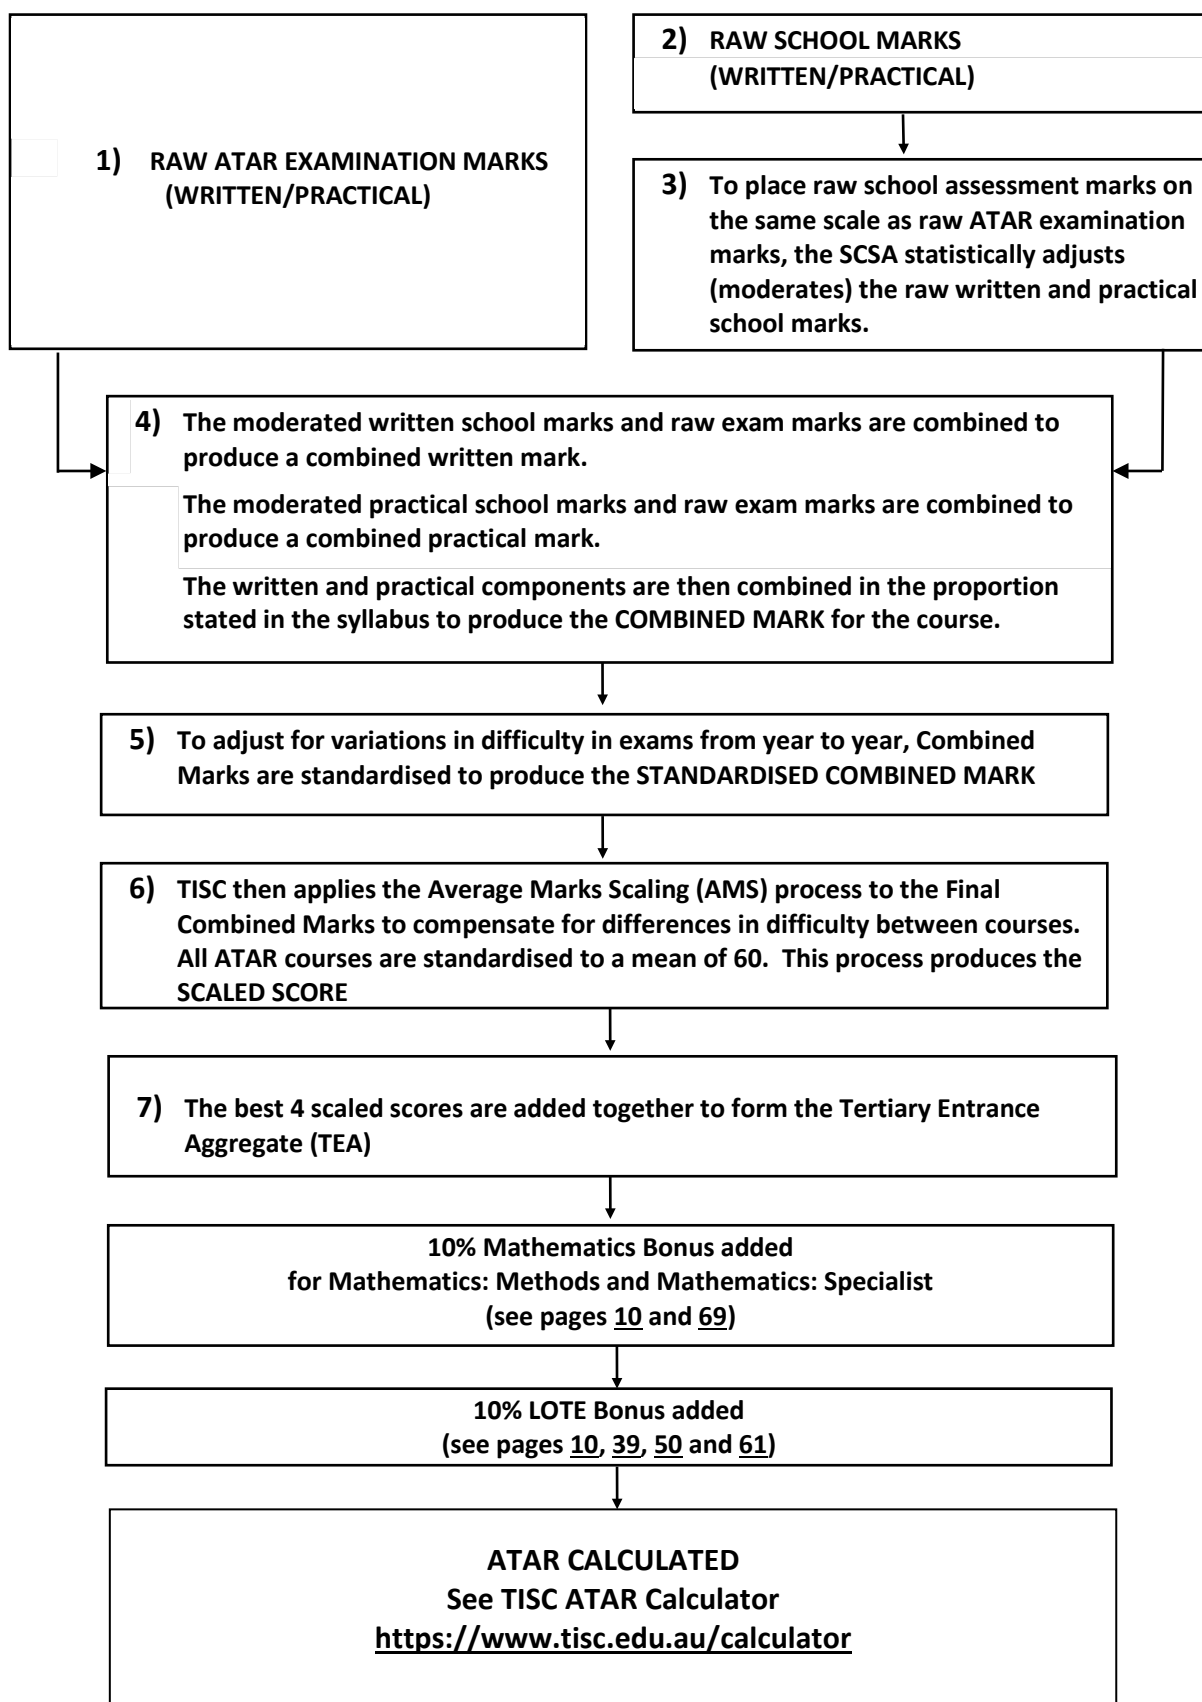 1) RAW ATAR EXAMINATION MARKS
(WRITTEN/PRACTICAL)
2) RAW SCHOOL MARKS
(WRITTEN/PRACTICAL)
3) To place raw school assessment marks on
the same scale as raw ATAR examination
marks, the SCSA statistically adjusts
(moderates) the raw written and practical
school marks.
4) The moderated written school marks and raw exam marks are combined to
produce a combined written mark.
The moderated practical school marks and raw exam marks are combined to
produce a combined practical mark.
The written and practical components are then combined in the proportion
stated in the syllabus to produce the COMBINED MARK for the course.
5) To adjust for variations in difficulty in exams from year to year, Combined
Marks are standardised to produce the STANDARDISED COMBINED MARK
6) TISC then applies the Average Marks Scaling (AMS) process to the Final
Combined Marks to compensate for differences in difficulty between courses.
All ATAR courses are standardised to a mean of 60. This process produces the
SCALED SCORE
7) The best 4 scaled scores are added together to form the Tertiary Entrance
Aggregate (TEA)
10% Mathematics Bonus added
for Mathematics: Methods and Mathematics: Specialist
(see pages 10 and 69)
10% LOTE Bonus added
(see pages 10, 39, 50 and 61)
ATAR CALCULATED
See TISC ATAR Calculator
https://www.tisc.edu.au/calculator